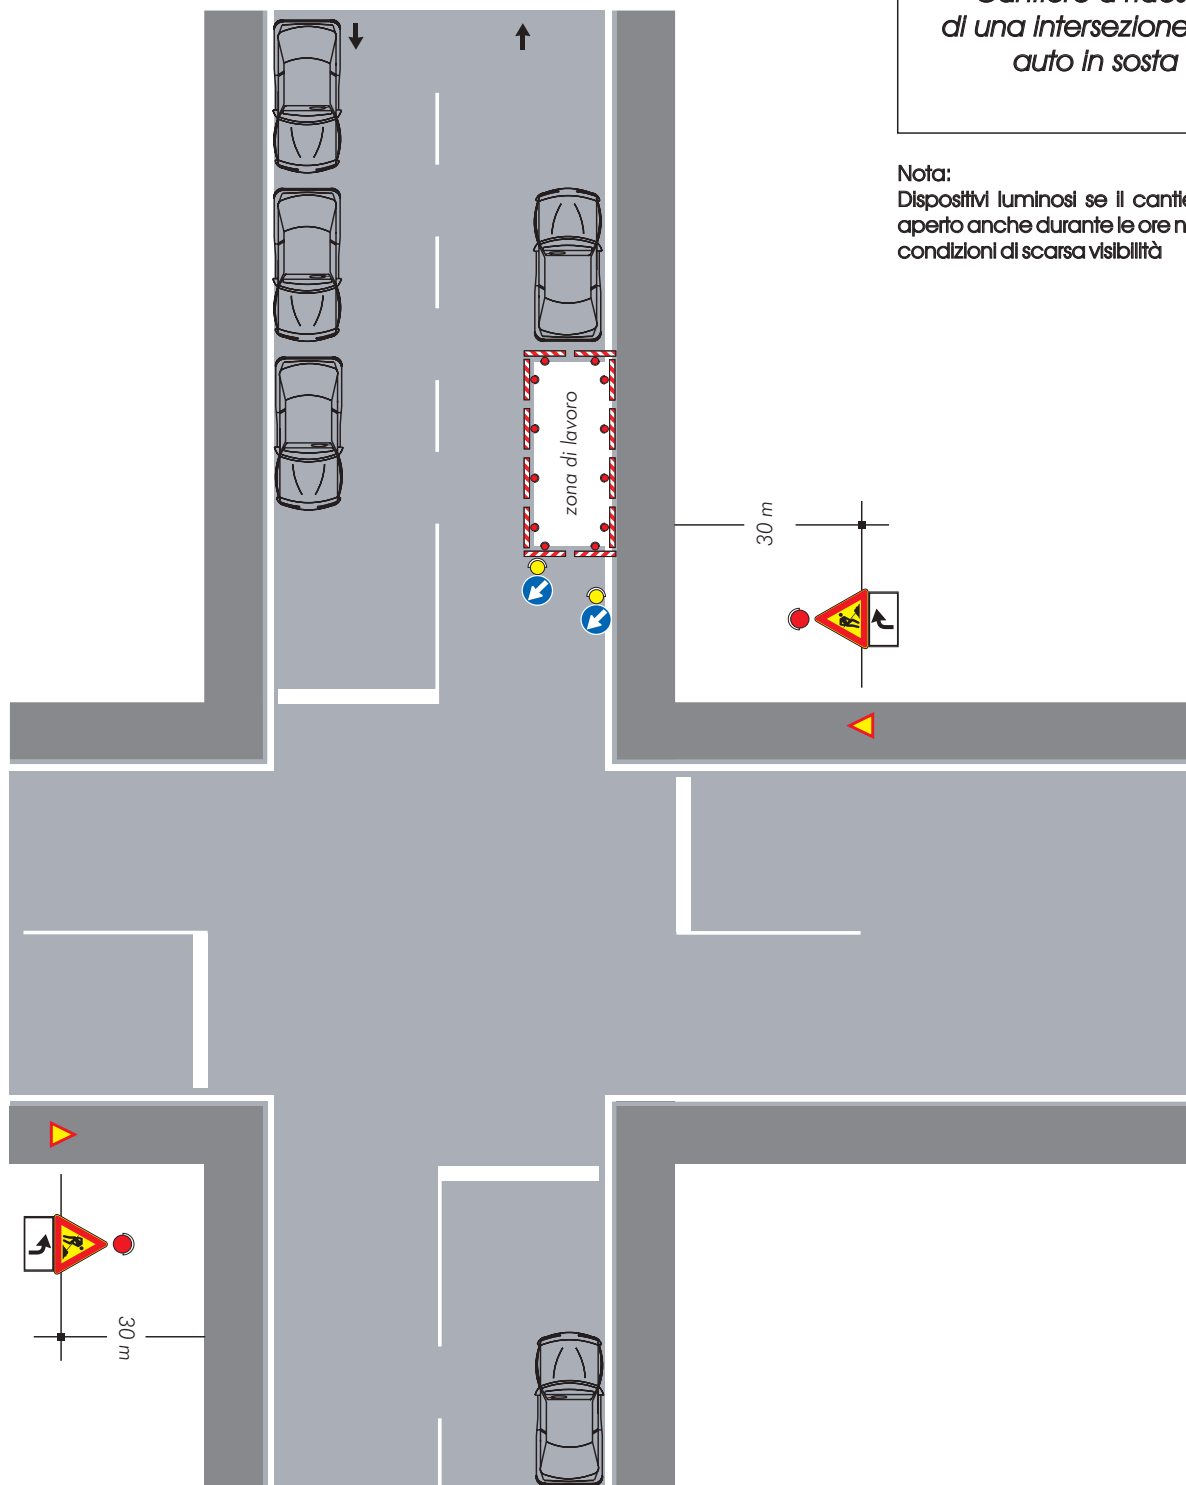 di una intersezione
auto in sosta
Nota:
Dispositivi luminosi se il
aperto anche durante le ore
condizioni di scarsa visibilità
zona di lavoro
30 m
30 m